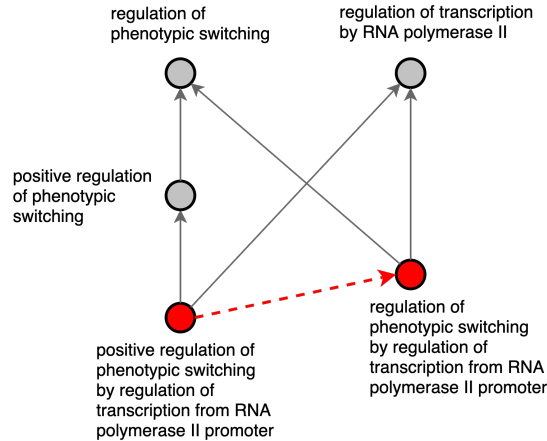 regulation of
phenotypic switching
regulation of transcription
by RNA polymerase II
positive regulation
of phenotypic
switching
positive regulation of
phenotypic switching
by regulation of
transcription from RNA
polymerase II promoter
regulation of
phenotypic switching
by regulation of
transcription from RNA
polymerase II promoter